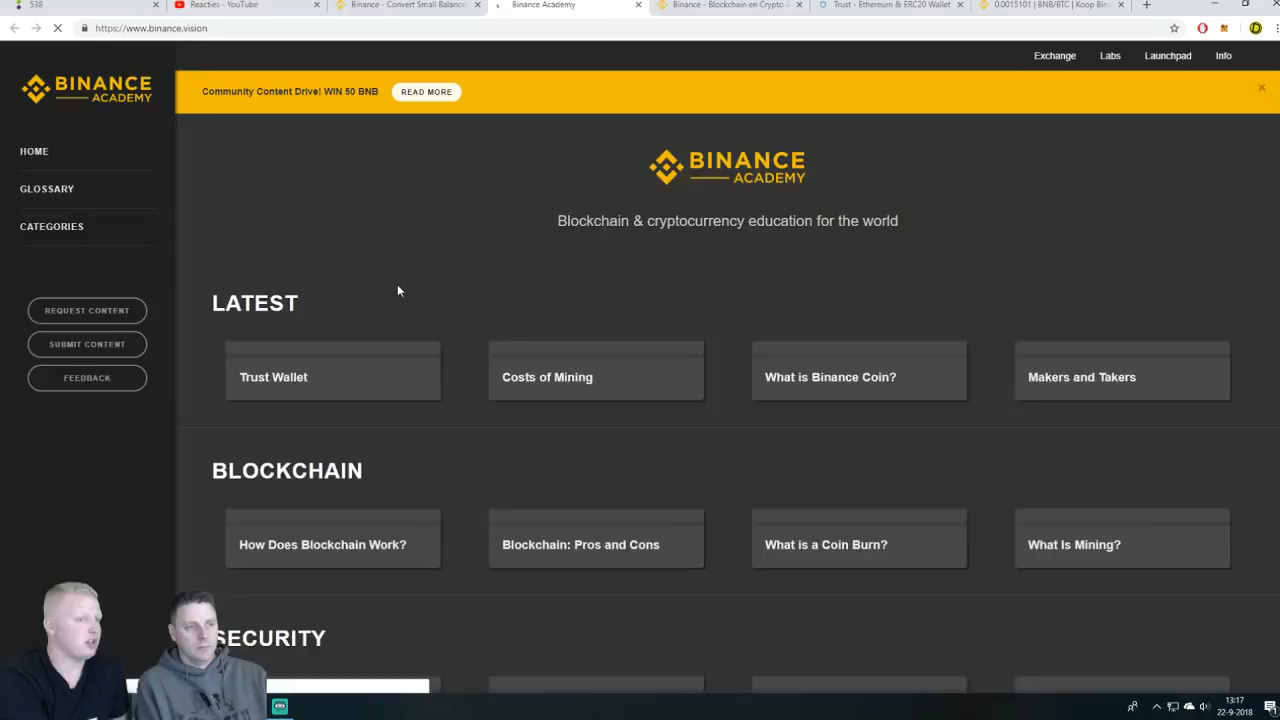 538
Reacties - YouTube
Binance - Convert Small Balance
Binance Academy
Binance - Blockchain en Crypto A
Trust - Ethereum & ERC20 Wallet
0.0015101 | BNB/BTC | Koop Bin
https://www.binance.vision
Exchange
Labs
Launchpad
Info
BINANCE
ACADEMY
Community Content Drive! WIN 50 BNB
READ MORE
HOME
GLOSSARY
CATEGORIES
REQUEST CONTENT
SUBMIT CONTENT
FEEDBACK
BINANCE
ACADEMY
Blockchain & cryptocurrency education for the world
LATEST
Trust Wallet
Costs of Mining
What is Binance Coin?
Makers and Takers
BLOCKCHAIN
How Does Blockchain Work?
Blockchain: Pros and Cons
What is a Coin Burn?
What Is Mining?
SECURITY
13:17
22-9-2018